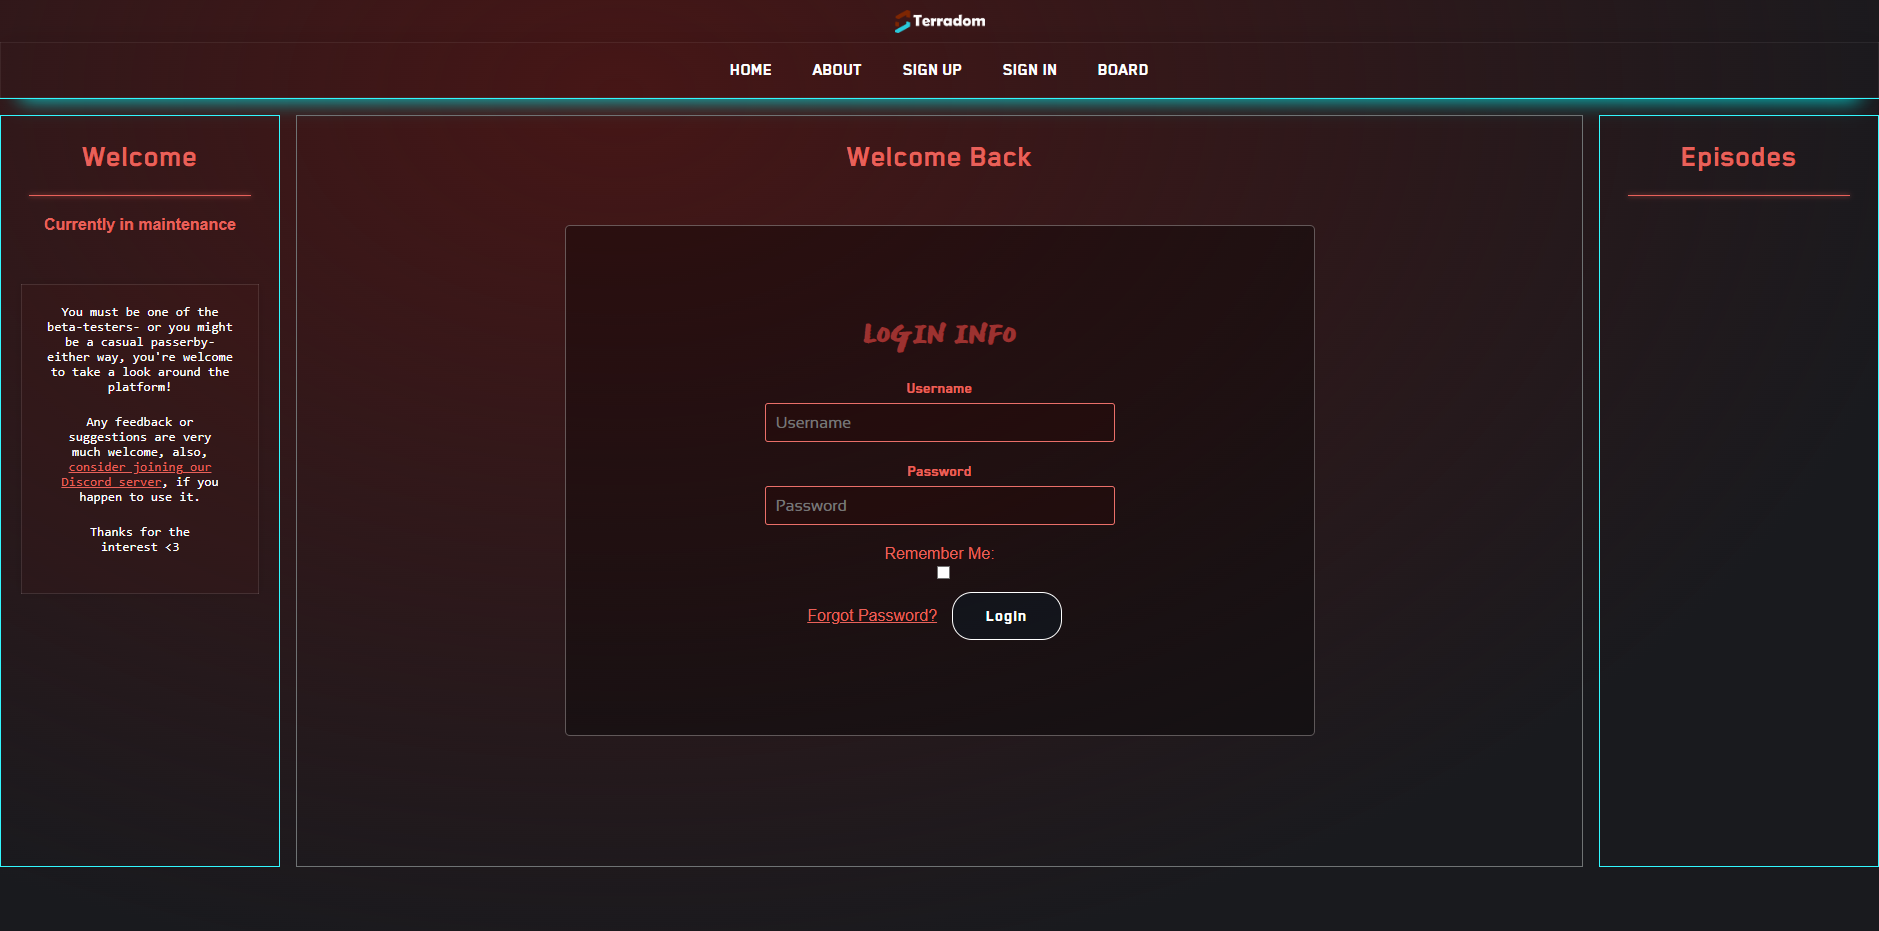 Terradom
HOME ABOUT SIGN UP SIGN IN BOARD
Welcome
Currently in maintenance
You must be one of the
beta-testers- or you might
be a casual passerby-
either way, you're welcome
to take a look around the
platform!
Any feedback or
suggestions are very
much welcome, also,
consider joining our
Discord server, if you
happen to use it.
Thanks for the
interest <3
Welcome Back
LOGIN INFO
Username
Username
Password
Password
Remember Me:
Forgot Password? Login
Episodes